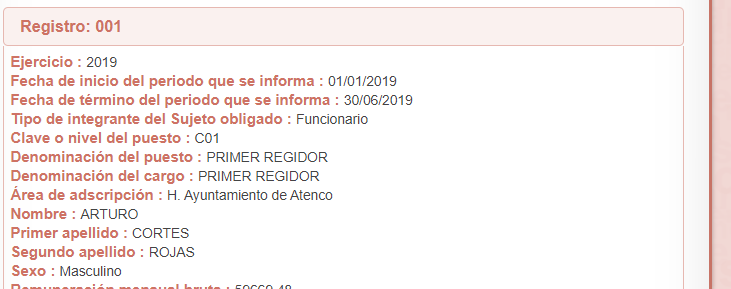 Registro: 001
Ejercicio : 2019
Fecha de inicio del periodo que se informa : 01/01/2019
Fecha de término del periodo que se informa : 30/06/2019
Tipo de integrante del Sujeto obligado : Funcionario
Clave o nivel del puesto : C01
Denominación del puesto : PRIMER REGIDOR
Denominación del cargo : PRIMER REGIDOR
Área de adscripción : H. Ayuntamiento de Atenco
Nombre : ARTURO
Primer apellido : CORTES
Segundo apellido : ROJAS
Sexo : Masculino
Remuneración mensual bruta :